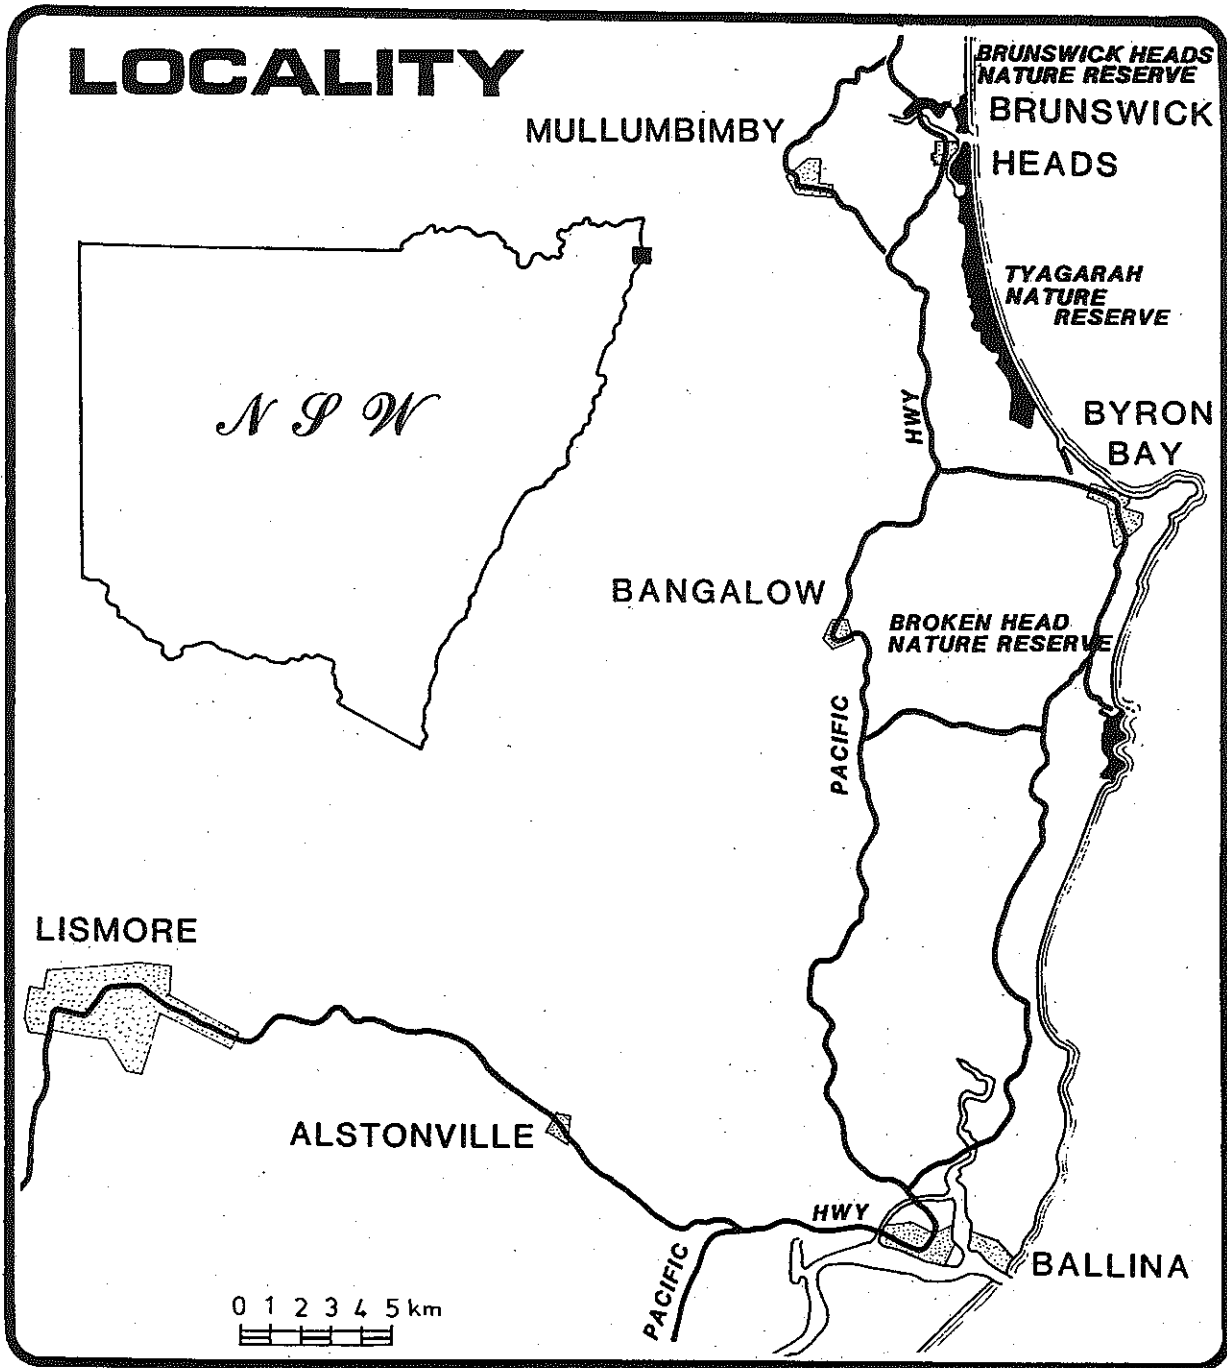 LOCALITY
BRUNSWICK HEADS
NATURE RESERVE
BRUNSWICK
HEADS
MULLUMBIMBY
TYAGARAH
NATURE
RESERVE
N S W
HWY
BYRON
BAY
BANGALOW
BROKEN HEAD
NATURE RESERVE
PACIFIC
LISMORE
ALSTONVILLE
HWY
PACIFIC
BALLINA
0 1 2 3 4 5 km